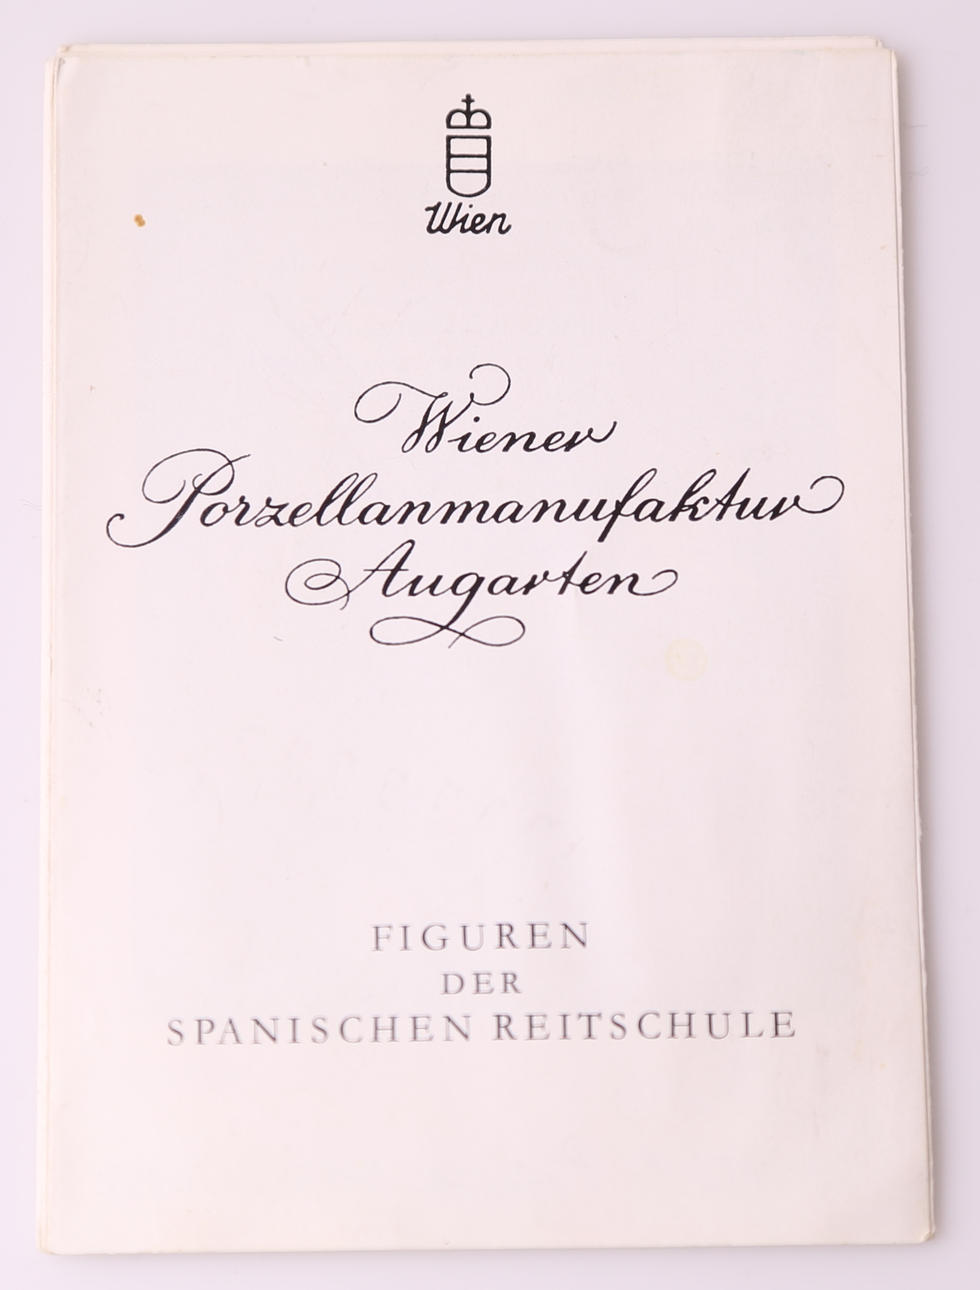 Wien
Wiener
Porzellanmanufaktur
Augarten
FIGUREN
DER
SPANISCHEN REITSCHULE